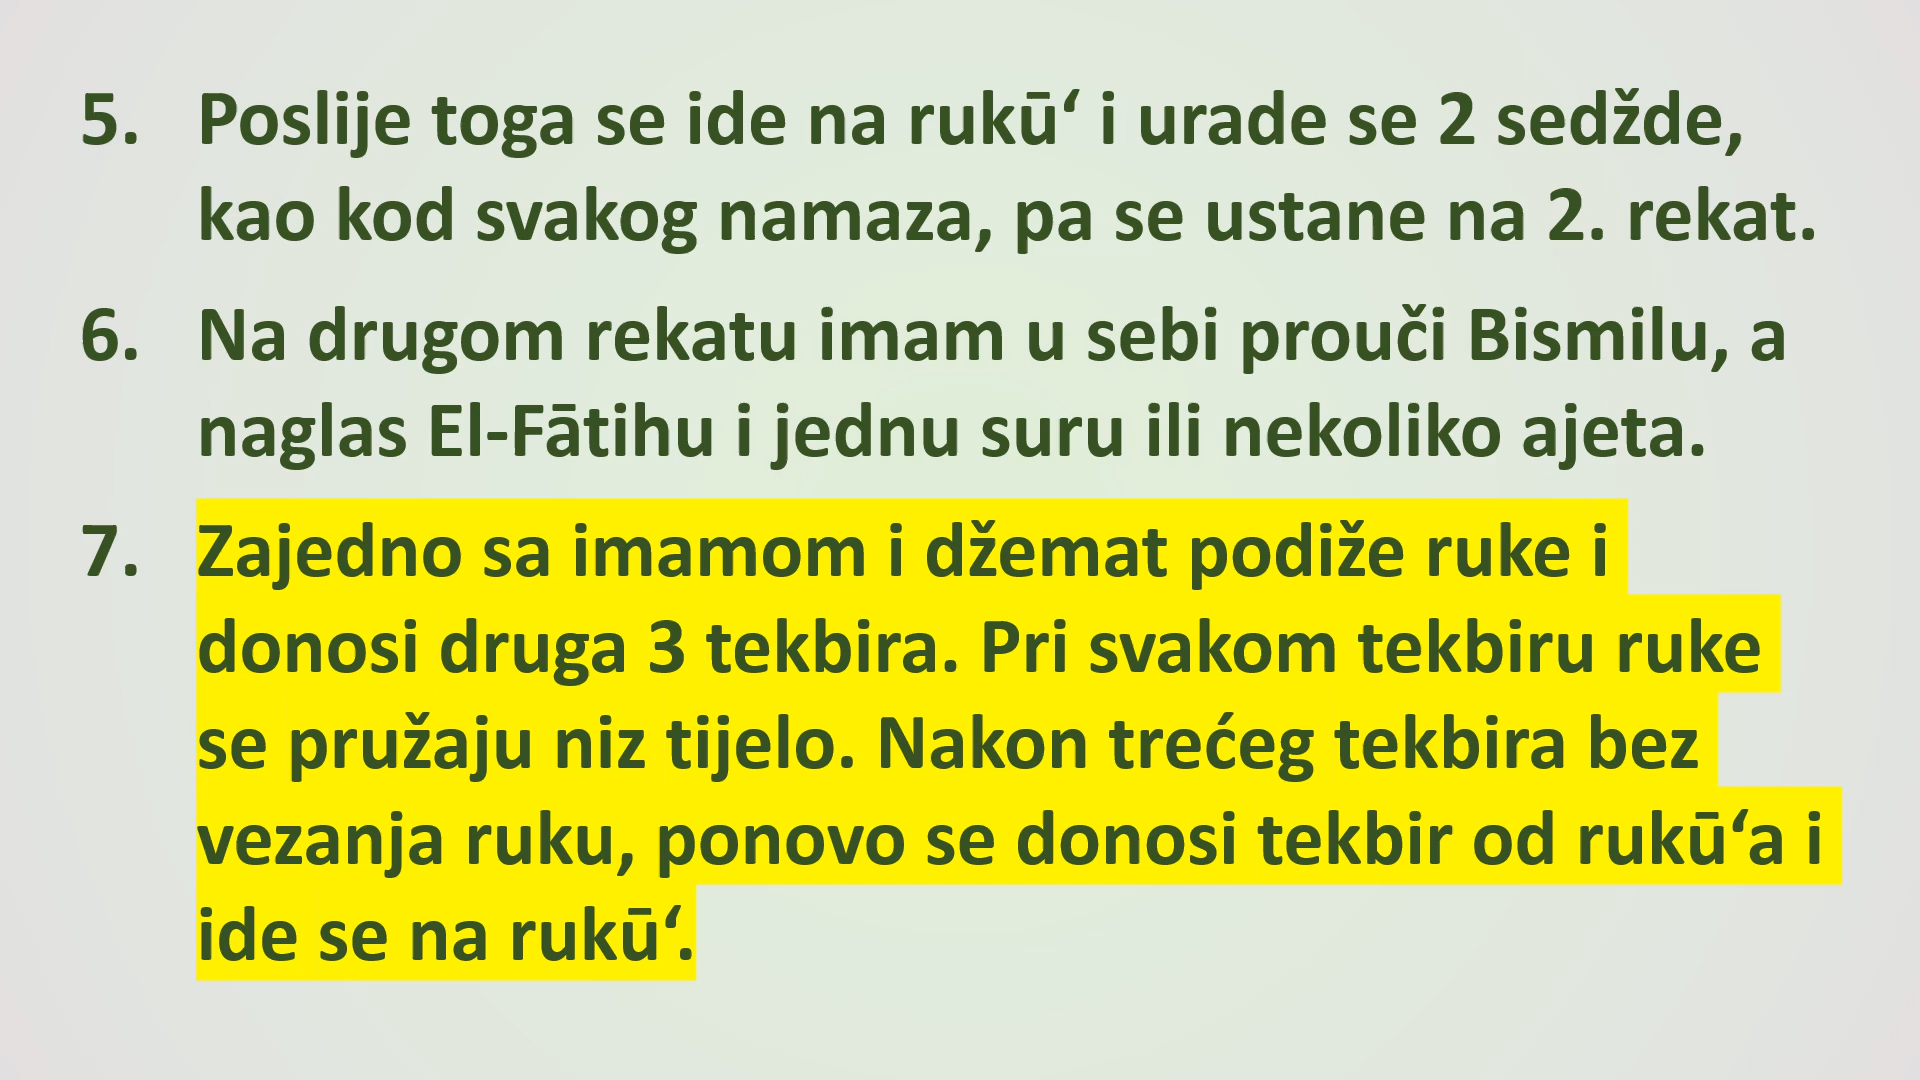 5. Poslije toga se ide na rukū‘ i urade se 2 sedžde,
kao kod svakog namaza, pa se ustane na 2. rekat.
6. Na drugom rekatu imam u sebi prouči Bismilu, a
naglas El-Fātihu i jednu suru ili nekoliko ajeta.
7. Zajedno sa imamom i džemat podiže ruke i
donosi druga 3 tekbira. Pri svakom tekbiru ruke
se pružaju niz tijelo. Nakon trećeg tekbira bez
vezanja ruku, ponovo se donosi tekbir od rukū‘a i
ide se na rukū‘.